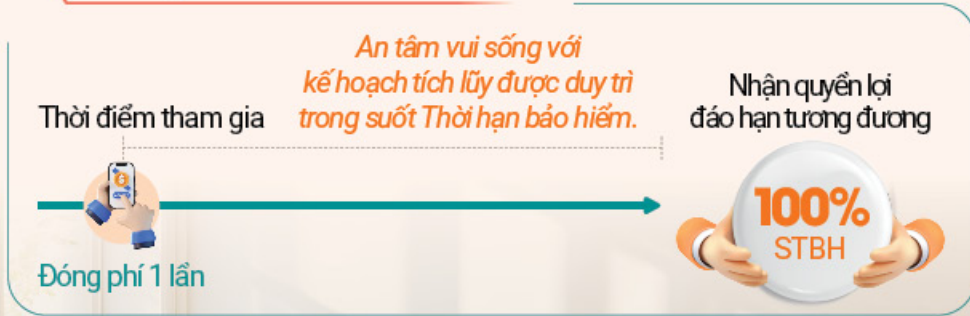 An tâm vui sống với
kế hoạch tích lũy được duy trì
trong suốt Thời hạn bảo hiểm.
Thời điểm tham gia
Nhận quyền lợi
đáo hạn tương đương
100%
STBH
Đóng phí 1 lần